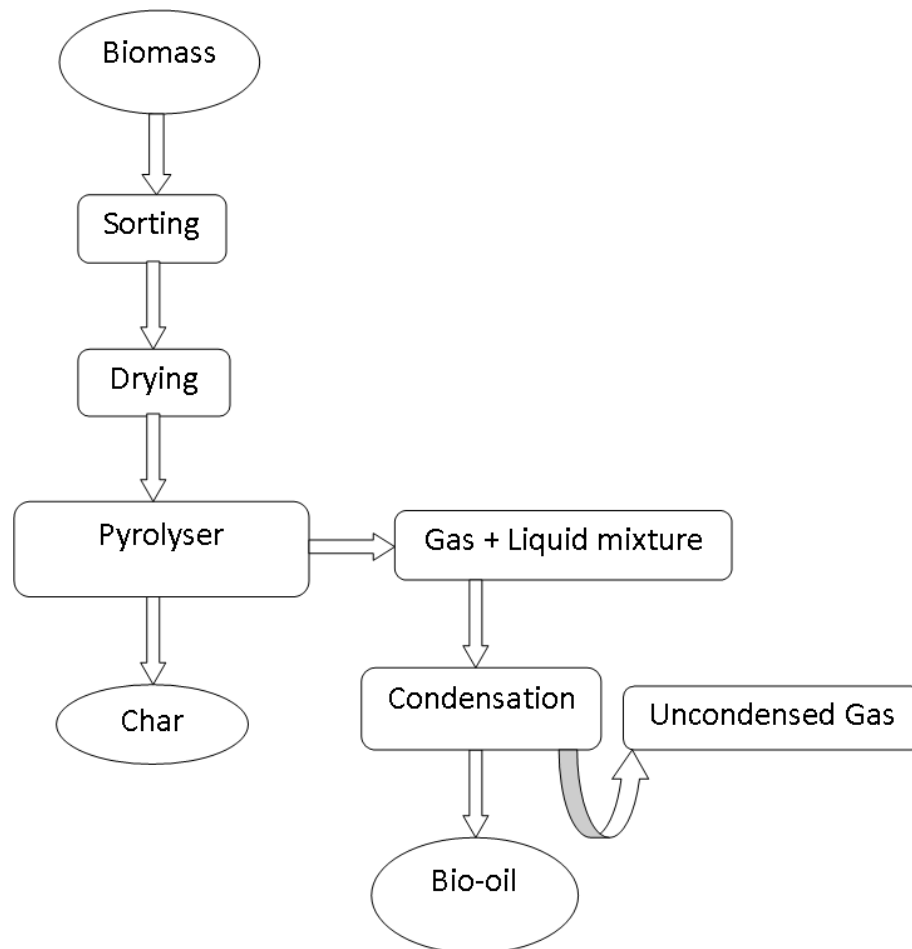 Biomass
Sorting
Drying
Pyrolyser
Gas + Liquid mixture
Char
Condensation
Uncondensed Gas
Bio-oil